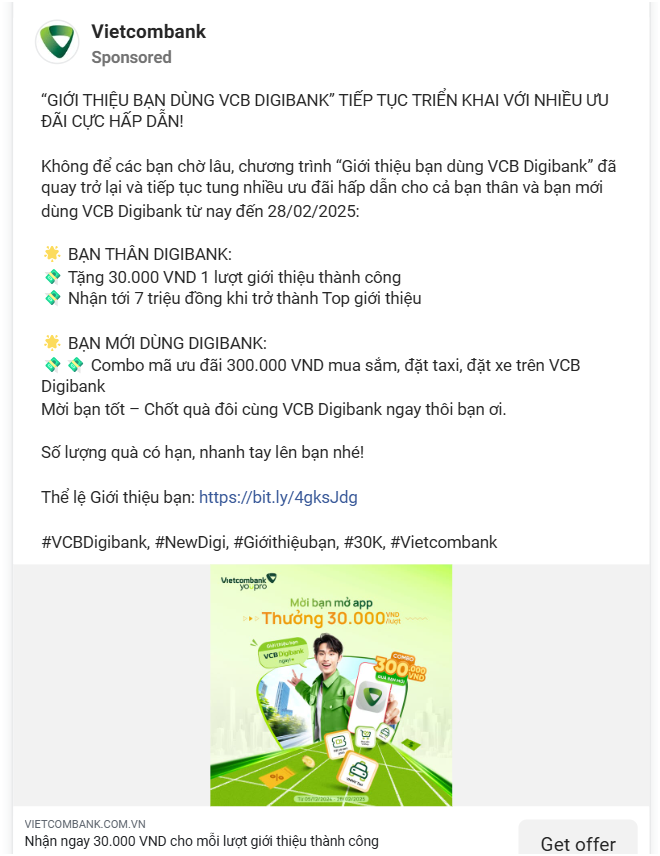 Vietcombank
Sponsored
“GIỚI THIỆU BẠN DÙNG VCB DIGIBANK” TIẾP TỤC TRIỂN KHAI VỚI NHIỀU ƯU
ĐÃI CỰC HẤP DẪN!
Không để các bạn chờ lâu, chương trình “Giới thiệu bạn dùng VCB Digibank” đã
quay trở lại và tiếp tục tung nhiều ưu đãi hấp dẫn cho cả bạn thân và bạn mới
dùng VCB Digibank từ nay đến 28/02/2025:
🌟 BẠN THÂN DIGIBANK:
💸 Tặng 30.000 VND 1 lượt giới thiệu thành công
💸 Nhận tới 7 triệu đồng khi trở thành Top giới thiệu
🌟 BẠN MỚI DÙNG DIGIBANK:
💸 💸 Combo mã ưu đãi 300.000 VND mua sắm, đặt taxi, đặt xe trên VCB
Digibank
Mời bạn tốt – Chốt quà đôi cùng VCB Digibank ngay thôi bạn ơi.
Số lượng quà có hạn, nhanh tay lên bạn nhé!
Thể lệ Giới thiệu bạn: https://bit.ly/4gksJdg
#VCBDigibank, #NewDigi, #Giớithiệubạn, #30K, #Vietcombank
Vietcombank
Mời bạn mở app
Thưởng 30.000 VND
/lượt
Giới thiệu bạn
VCB Digibank
ngay!
COMBO
300.000
VND
QUÀ BẠN MỚI
VIETCOMBANK.COM.VN
Nhận ngay 30.000 VND cho mỗi lượt giới thiệu thành công
Get offer